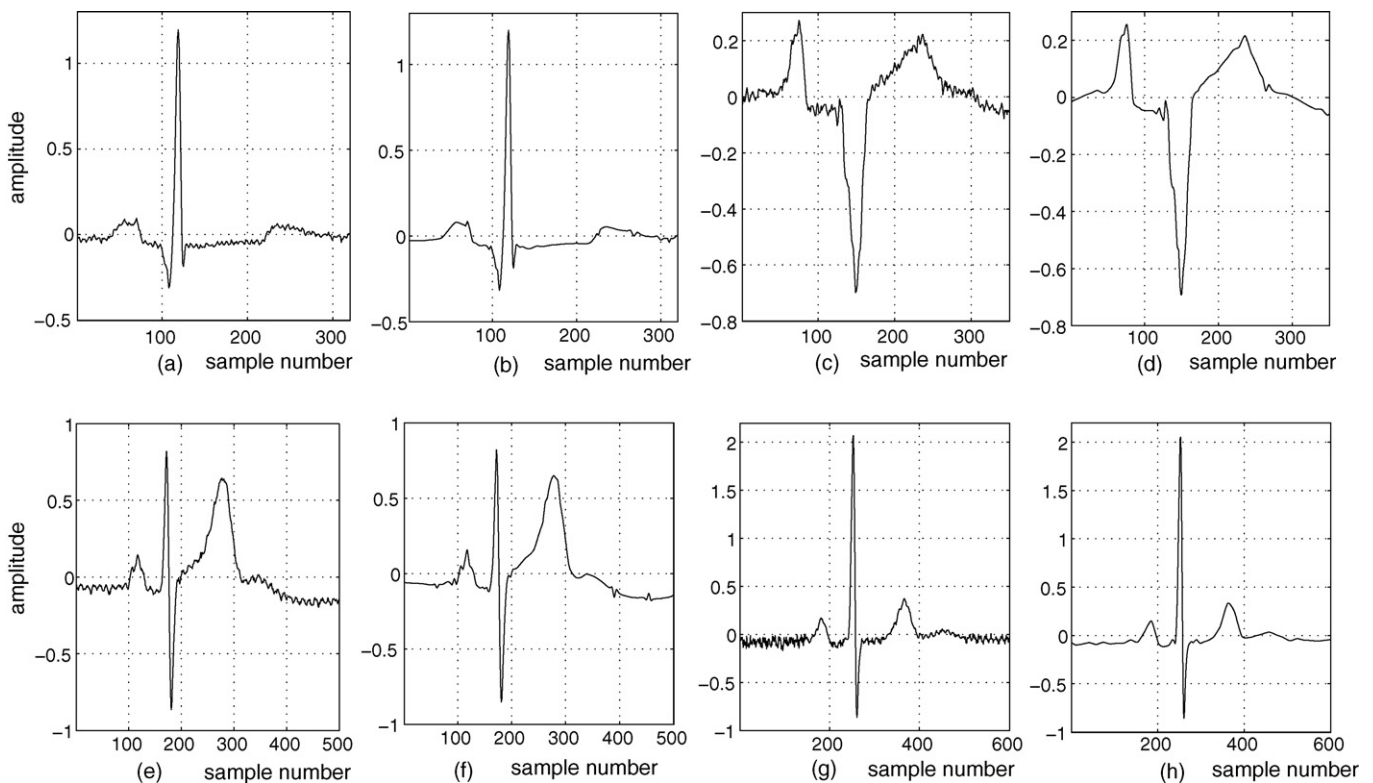 1
0.5
0
−0.5
amplitude
100 200 300
(a) sample number
1
0.5
0
−0.5
100 200 300
(b) sample number
0.2
0
−0.2
−0.4
−0.6
−0.8
100 200 300
(c) sample number
0.2
0
−0.2
−0.4
−0.6
−0.8
100 200 300
(d) sample number
1
0.5
0
−0.5
−1
amplitude
100 200 300 400 500
(e) sample number
1
0.5
0
−0.5
−1
100 200 300 400 500
(f) sample number
2
1.5
1
0.5
0
−0.5
−1
200 400 600
(g) sample number
2
1.5
1
0.5
0
−0.5
−1
200 400 600
(h) sample number